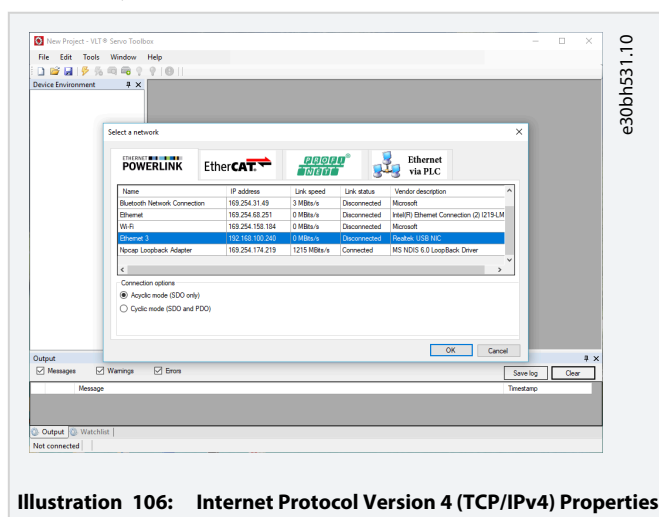 New Project - VLT® Servo Toolbox
File Edit Tools Window Help
Device Environment
Select a network
ETHERNET
POWERLINK
EtherCAT.
PROFI
NET
Ethernet
via PLC
Name IP address Link speed Link status Vendor description
Bluetooth Network Connection 169.254.31.49 3 MBits/s Disconnected Microsoft
Ethernet 169.254.68.251 0 MBits/s Disconnected Intel(R) Ethernet Connection (2) I219-LM
Wi-Fi 169.254.158.184 0 MBits/s Disconnected Microsoft
Ethernet 3 192.168.100.240 0 MBits/s Disconnected Realtek USB NIC
Npcap Loopback Adapter 169.254.174.219 1215 MBits/s Connected MS NDIS 6.0 LoopBack Driver
Connection options
Acyclic mode (SDO only)
Cyclic mode (SDO and PDO)
OK Cancel
Output
Messages Warnings Errors Save log Clear
Message Timestamp
Output Watchlist
Not connected
e30bh531.10
Illustration 106: Internet Protocol Version 4 (TCP/IPv4) Properties